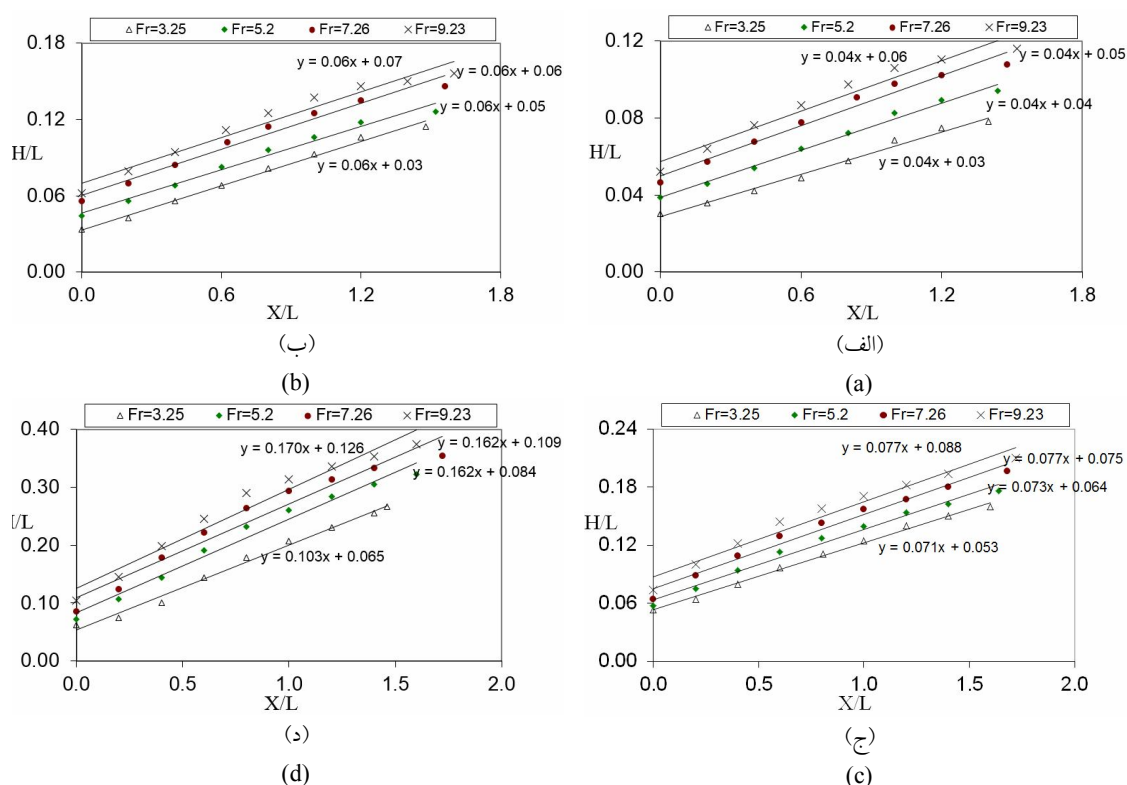 Fr=3.25 Fr=5.2 Fr=7.26 Fr=9.23
0.18
0.12
0.06
0.00
H/L
y = 0.06x + 0.07
y = 0.06x + 0.06
y = 0.06x + 0.05
y = 0.06x + 0.03
0.0 0.6 1.2 1.8
X/L
(ب)
(b)
Fr=3.25 Fr=5.2 Fr=7.26 Fr=9.23
0.12
0.08
0.04
0.00
H/L
y = 0.04x + 0.06
y = 0.04x + 0.05
y = 0.04x + 0.04
y = 0.04x + 0.03
0.0 0.6 1.2 1.8
X/L
(الف)
(a)
Fr=3.25 Fr=5.2 Fr=7.26 Fr=9.23
0.40
0.30
0.20
0.10
0.00
/L
y = 0.170x + 0.126
y = 0.162x + 0.109
y = 0.162x + 0.084
y = 0.103x + 0.065
0.0 0.5 1.0 1.5 2.0
X/L
(د)
(d)
Fr=3.25 Fr=5.2 Fr=7.26 Fr=9.23
0.24
0.18
0.12
0.06
0.00
H/L
y = 0.077x + 0.088
y = 0.077x + 0.075
y = 0.073x + 0.064
y = 0.071x + 0.053
0.0 0.5 1.0 1.5 2.0
X/L
(ج)
(c)